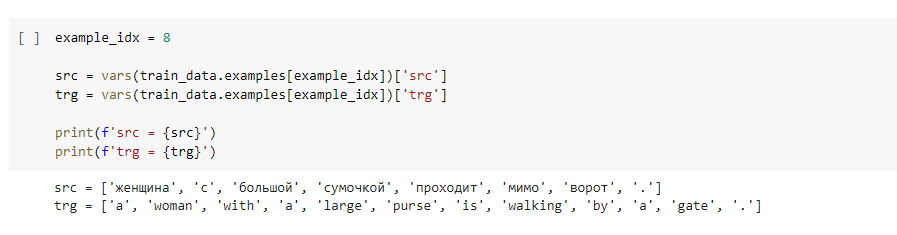 [ ] example_idx = 8
src = vars(train_data.examples[example_idx])['src']
trg = vars(train_data.examples[example_idx])['trg']
print(f'src = {src}')
print(f'trg = {trg}')
src = ['женщина', 'с', 'большой', 'сумочкой', 'проходит', 'мимо', 'ворот', '.']
trg = ['a', 'woman', 'with', 'a', 'large', 'purse', 'is', 'walking', 'by', 'a', 'gate', '.']